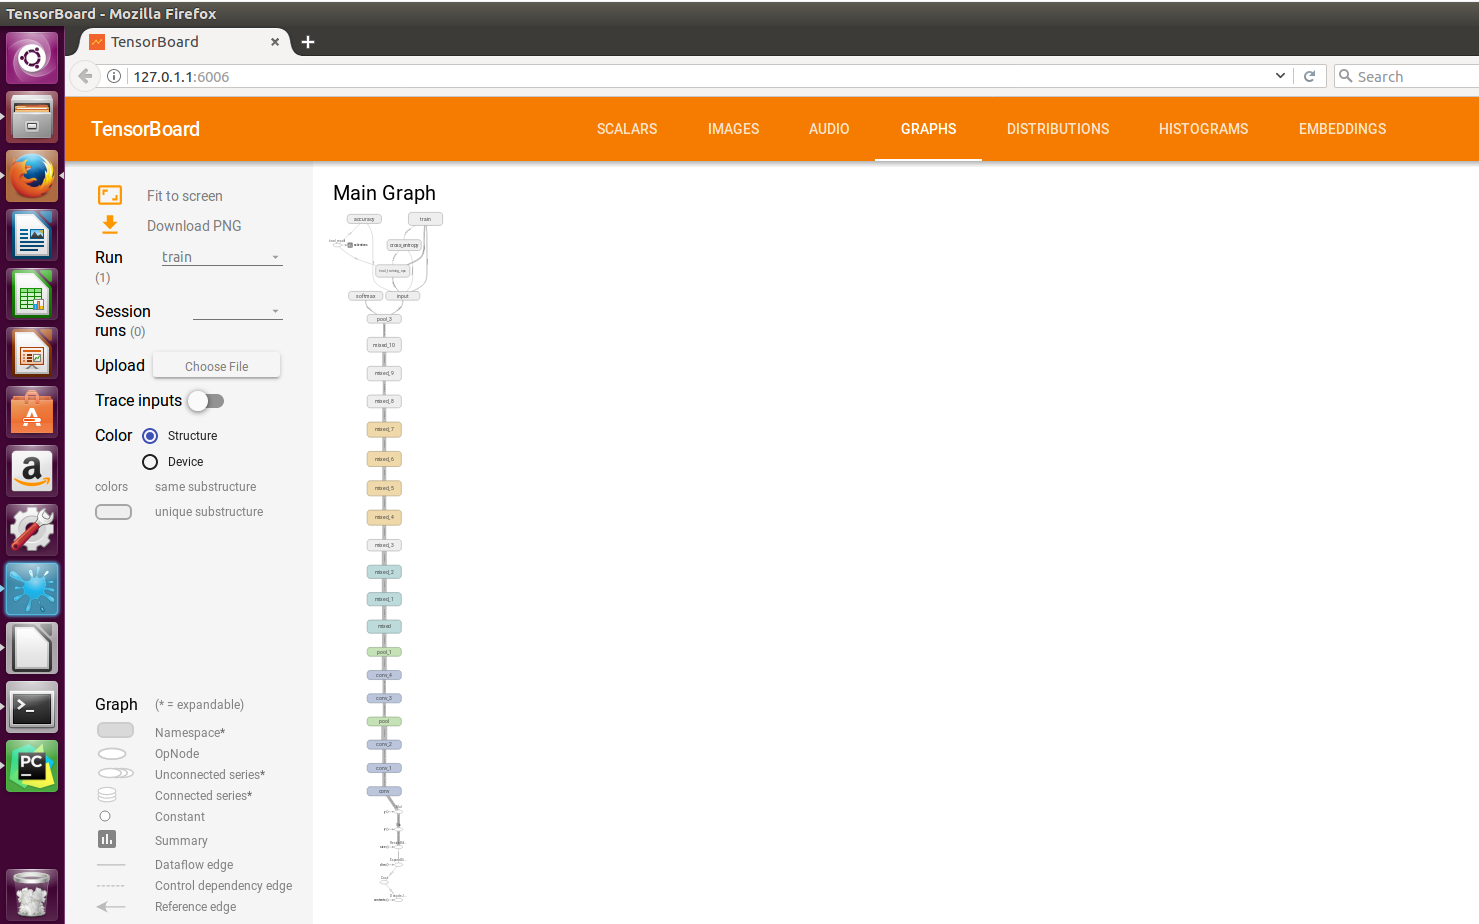 TensorBoard - Mozilla Firefox
TensorBoard
127.0.1.1:6006
Search
TensorBoard
SCALARS
IMAGES
AUDIO
GRAPHS
DISTRIBUTIONS
HISTOGRAMS
EMBEDDINGS
Fit to screen
Download PNG
Run
train
(1)
Session
runs (0)
Upload
Choose File
Trace inputs
Color
Structure
Device
colors
same substructure
unique substructure
Graph
(* = expandable)
Namespace*
OpNode
Unconnected series*
Connected series*
Constant
Summary
Dataflow edge
Control dependency edge
Reference edge
Main Graph
accuracy
train
cross_entropy
softmax
input
pool_3
mixed_10
mixed_9
mixed_8
mixed_7
mixed_6
mixed_5
mixed_4
mixed_3
mixed_2
mixed_1
mixed
pool_1
conv_4
conv_3
pool
conv_2
conv_1
conv
PC